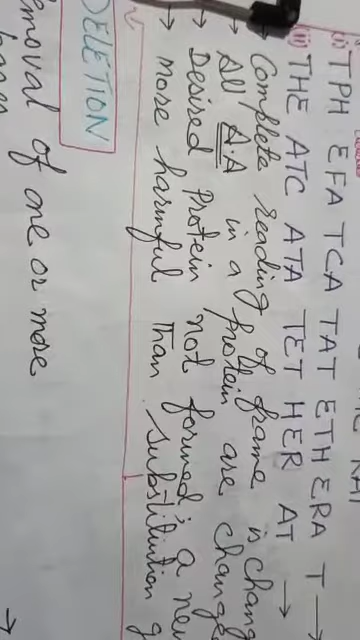 (i) TPH EFA TCA TAT ETH ERA T →
(ii) THE ATC ATA TET HER AT →
→ Complete reading of frame is chang
→ All A.A in a protein are change
→ Desired Protein not formed; a new
→ more harmful than substitution g
DELETION
emoval of one or more